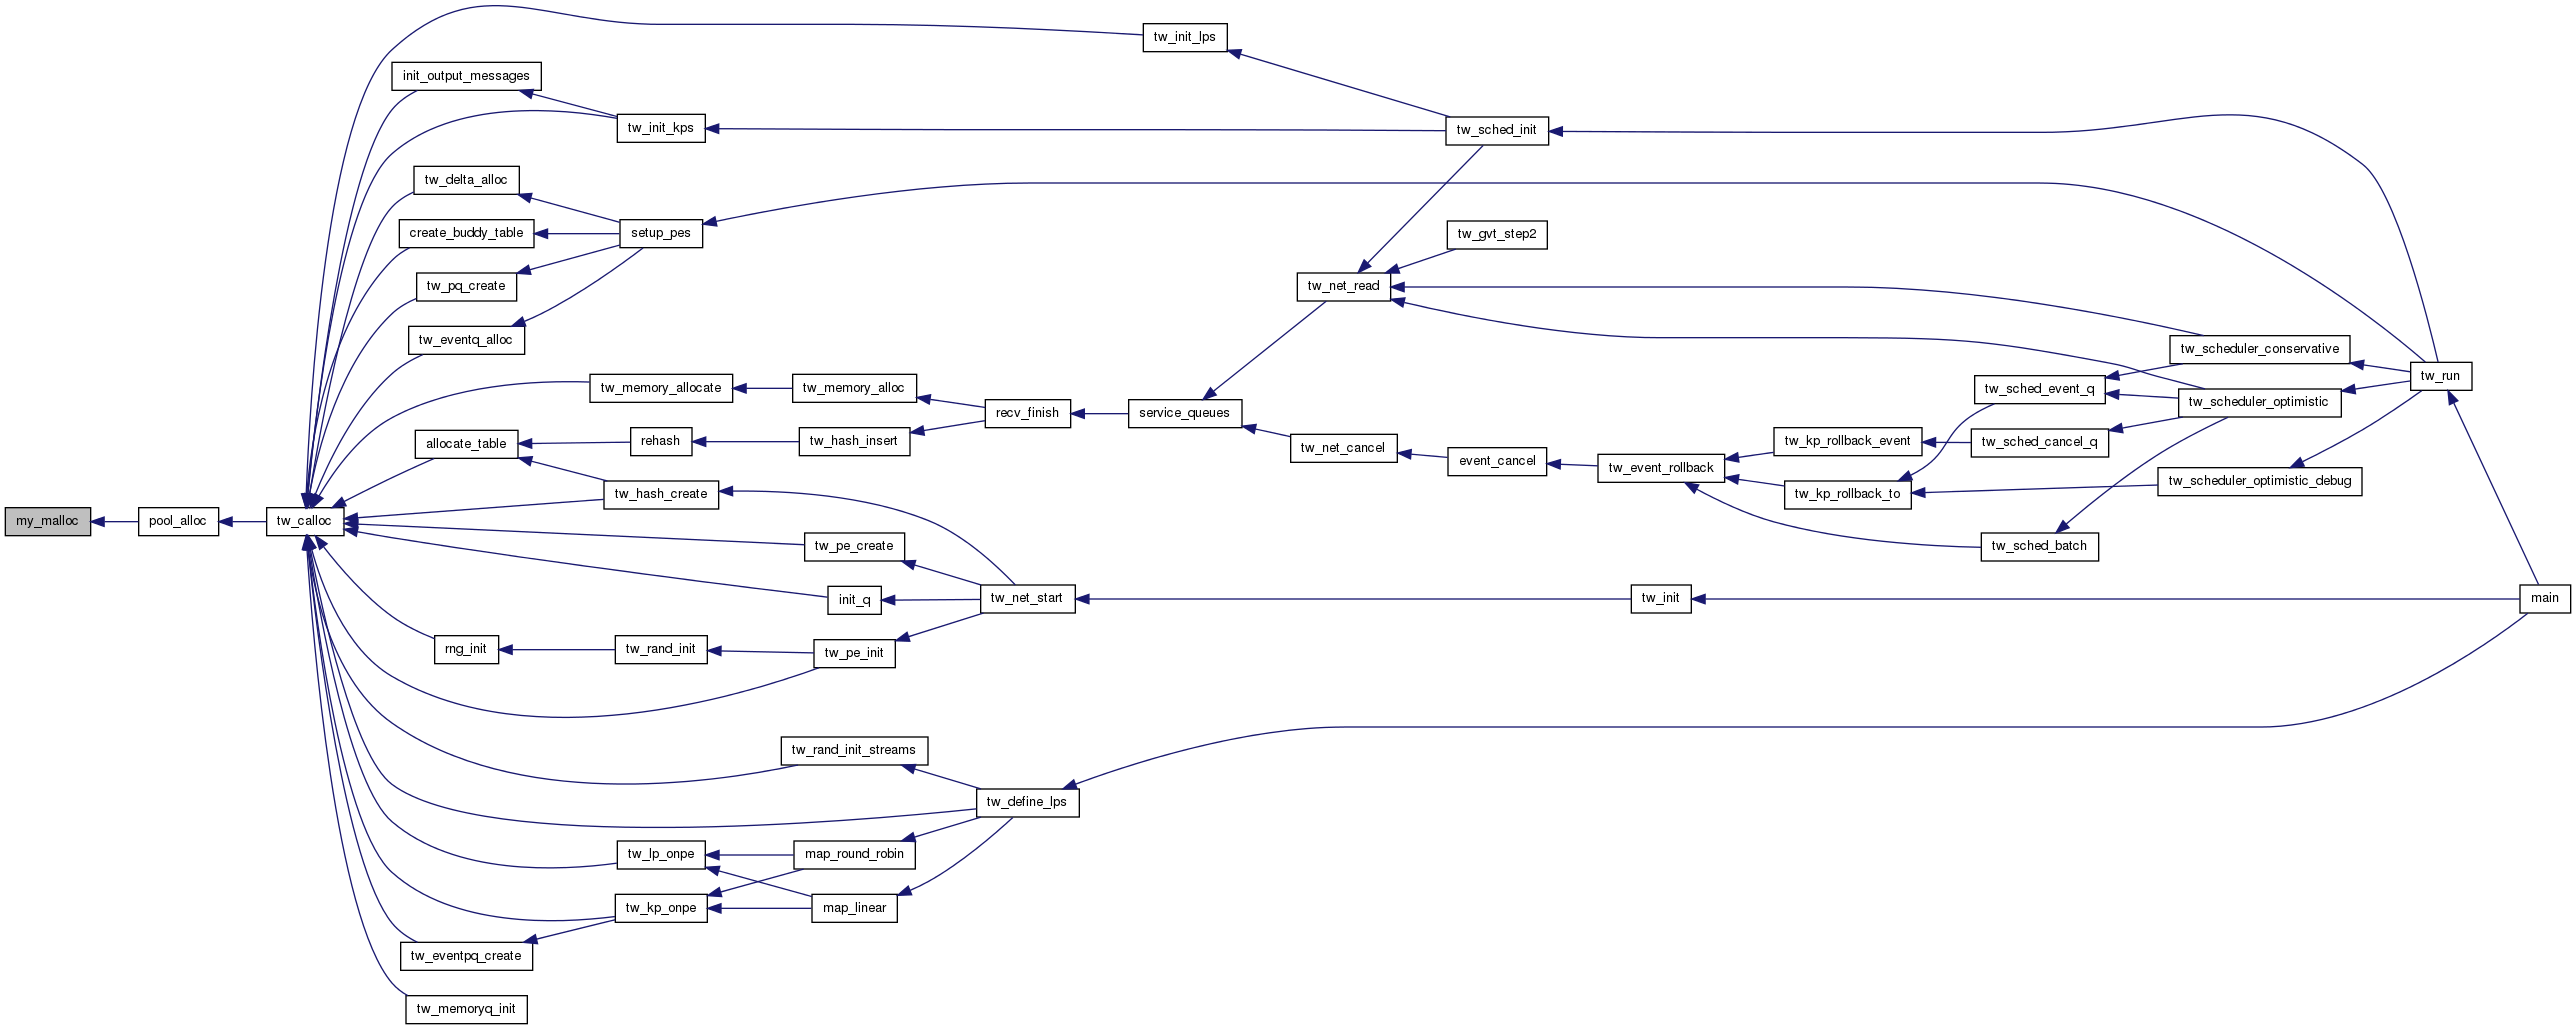 tw_init_lps
init_output_messages
tw_init_kps
tw_sched_init
tw_delta_alloc
create_buddy_table
setup_pes
tw_gvt_step2
tw_pq_create
tw_net_read
tw_eventq_alloc
tw_scheduler_conservative
tw_run
tw_memory_allocate
tw_memory_alloc
tw_sched_event_q
tw_scheduler_optimistic
recv_finish
service_queues
allocate_table
rehash
tw_hash_insert
tw_net_cancel
tw_kp_rollback_event
tw_sched_cancel_q
event_cancel
tw_event_rollback
tw_scheduler_optimistic_debug
tw_hash_create
tw_kp_rollback_to
my_malloc
pool_alloc
tw_calloc
tw_pe_create
tw_sched_batch
init_q
tw_net_start
tw_init
main
rng_init
tw_rand_init
tw_pe_init
tw_rand_init_streams
tw_define_lps
tw_lp_onpe
map_round_robin
tw_kp_onpe
map_linear
tw_eventpq_create
tw_memoryq_init